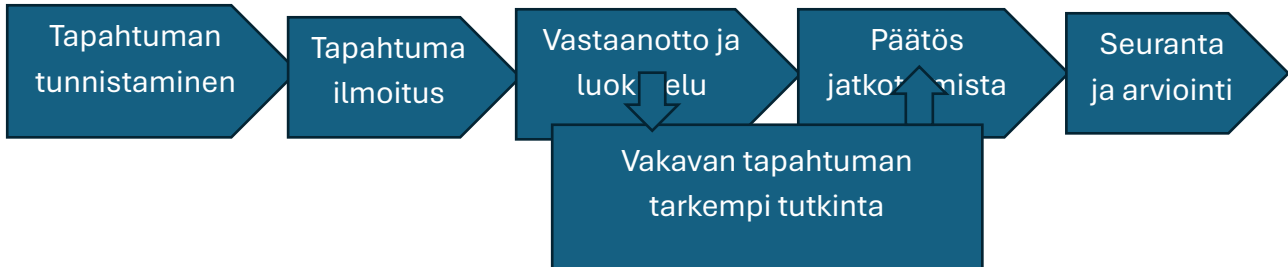 Tapahtuman
tunnistaminen
Tapahtuma
ilmoitus
Vastaanotto ja
Päätös
Seuranta
ja arviointi
Vakavan tapahtuman
tarkempi tutkinta